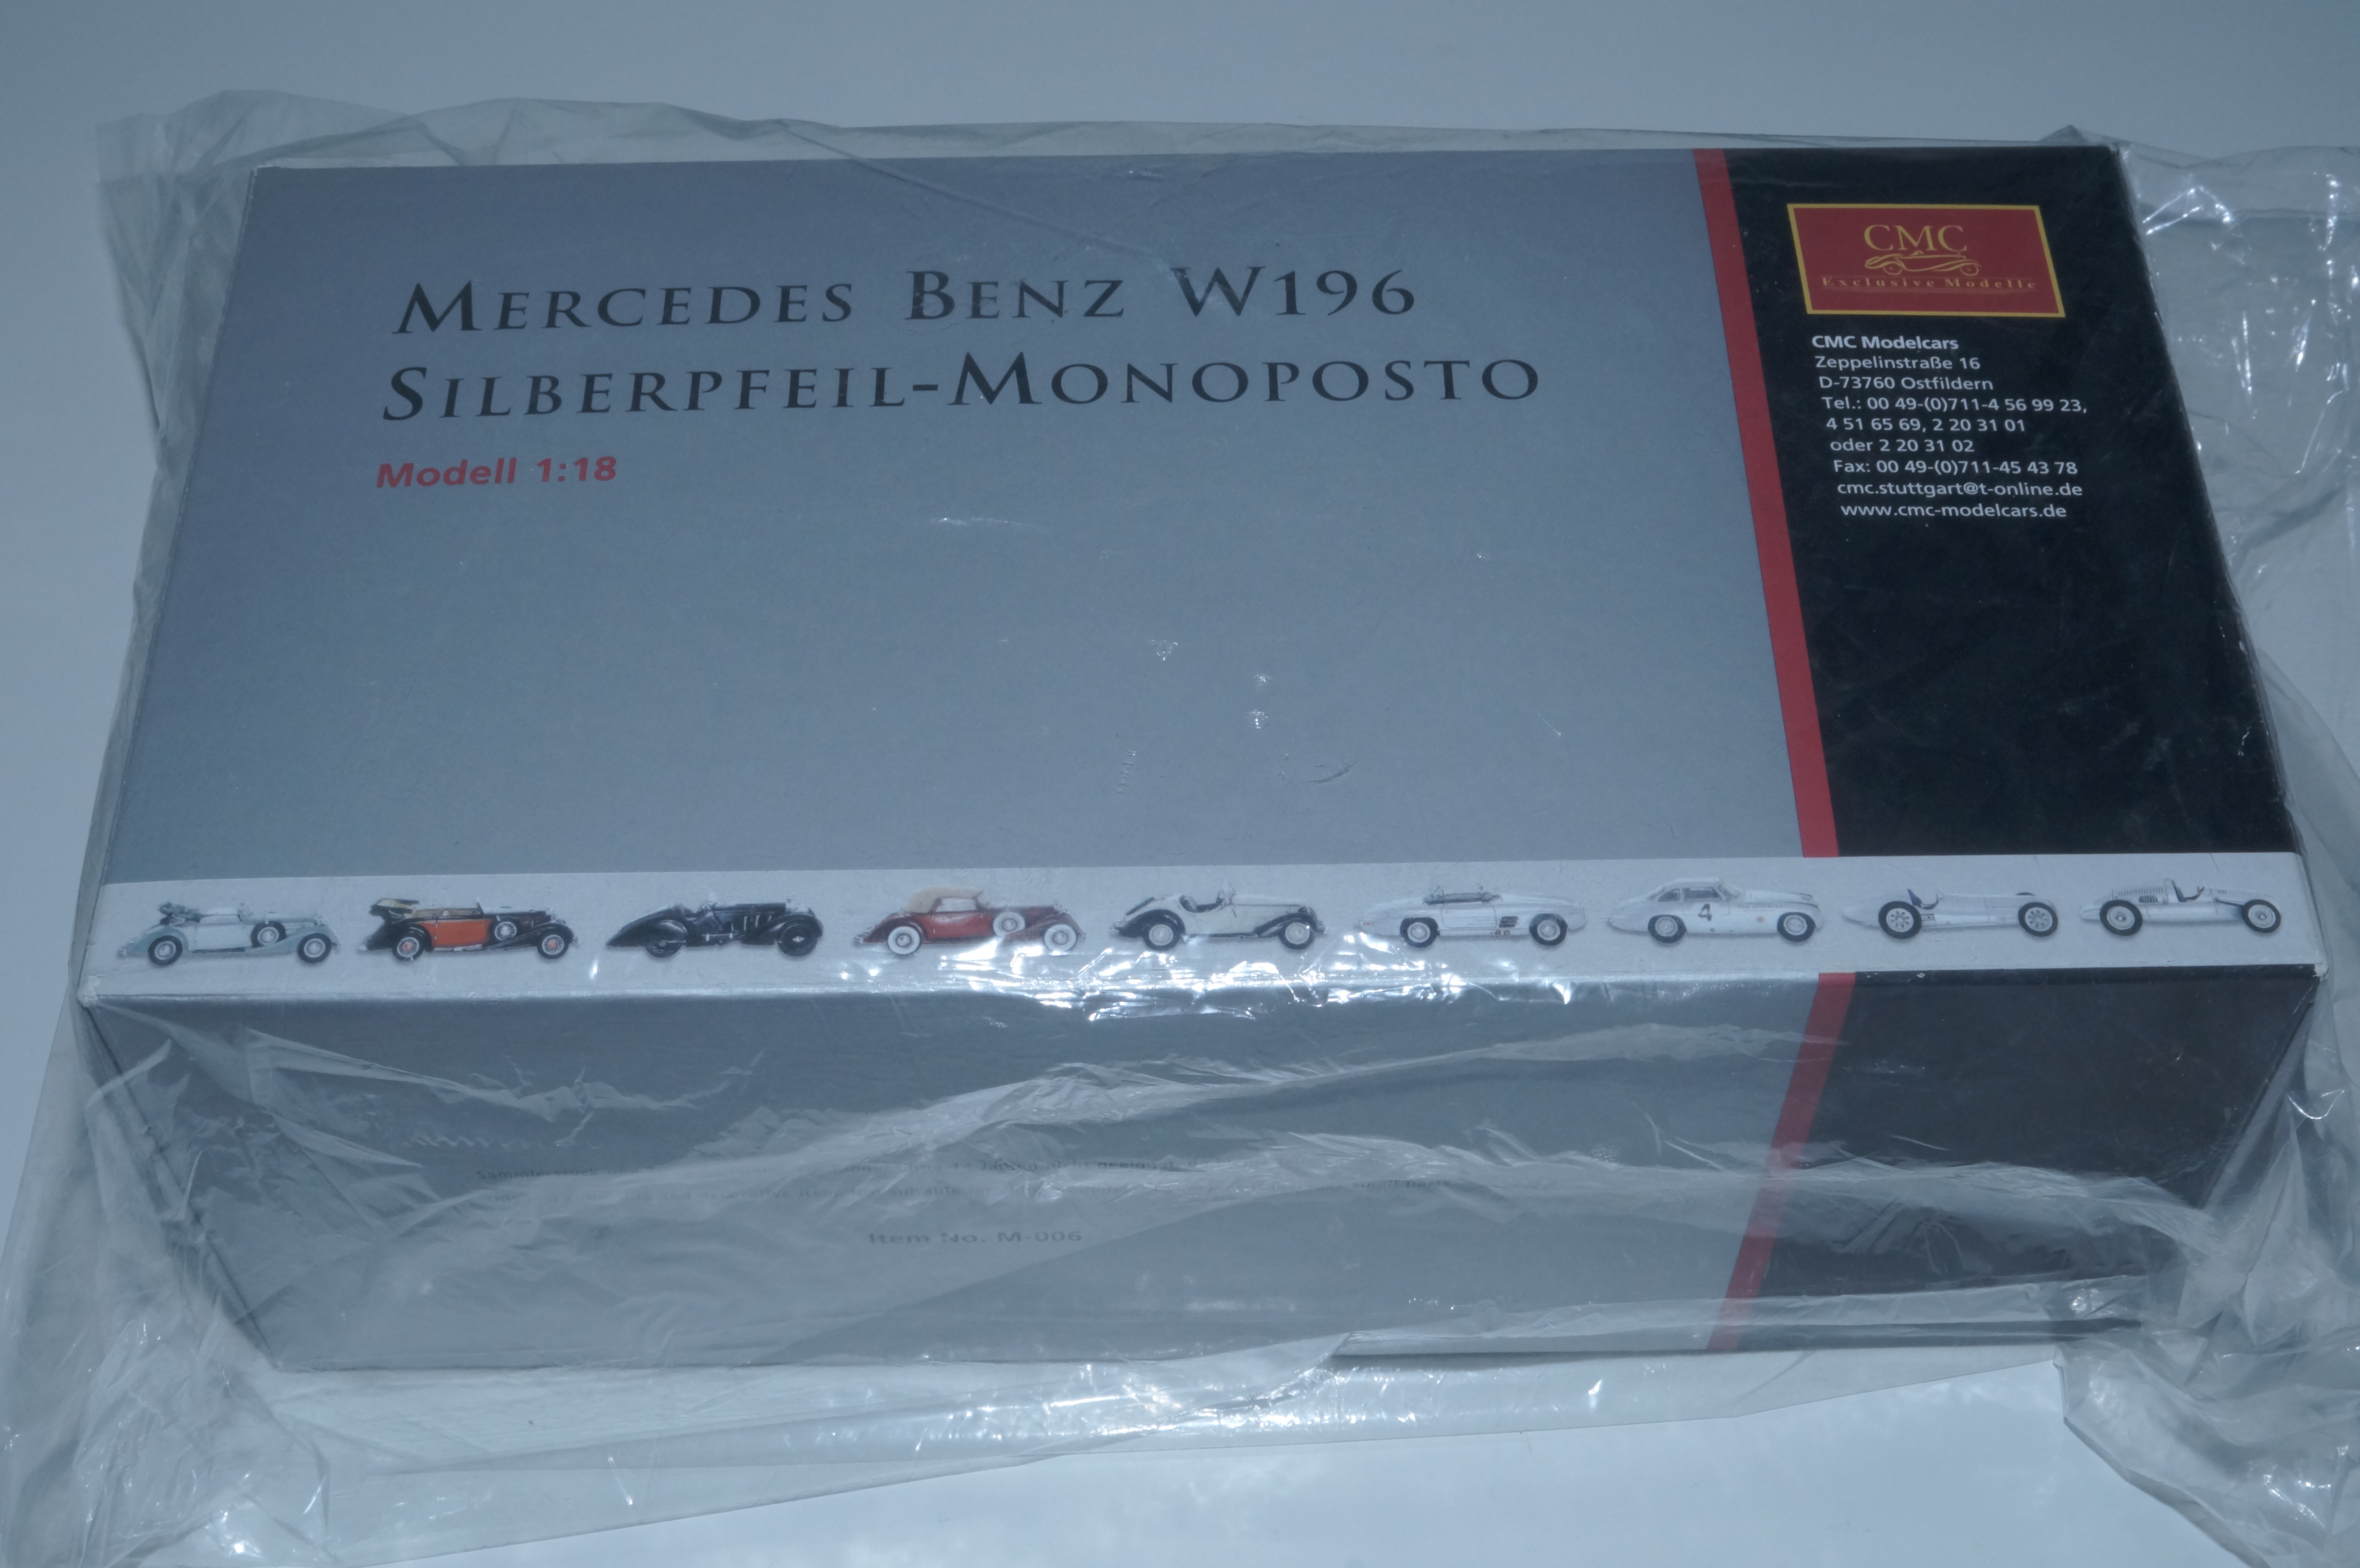 MERCEDES BENZ W196
SILBERPFEIL-MONOPOSTO
Modell 1:18
CMC
Exclusive Modelle
CMC Modelcars
Zeppelinstraße 16
D-73760 Ostfildern
Tel.: 00 49-(0)711-4 56 99 23,
4 51 65 69, 2 20 31 01
oder 2 20 31 02
Fax: 00 49-(0)711-45 43 78
cmc.stuttgart@t-online.de
www.cmc-modelcars.de
4
Item No. M-006